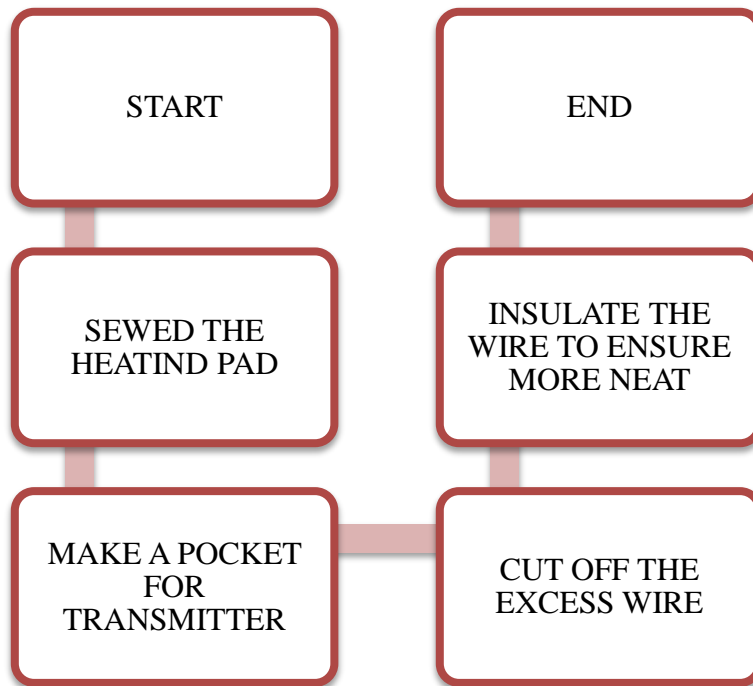 START
SEWED THE
HEATIND PAD
MAKE A POCKET
FOR
TRANSMITTER
CUT OFF THE
EXCESS WIRE
INSULATE THE
WIRE TO ENSURE
MORE NEAT
END